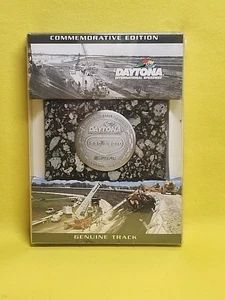 COMMEMORATIVE EDITION
DAYTONA
INTERNATIONAL SPEEDWAY
DAYTONA
GENUINE TRACK